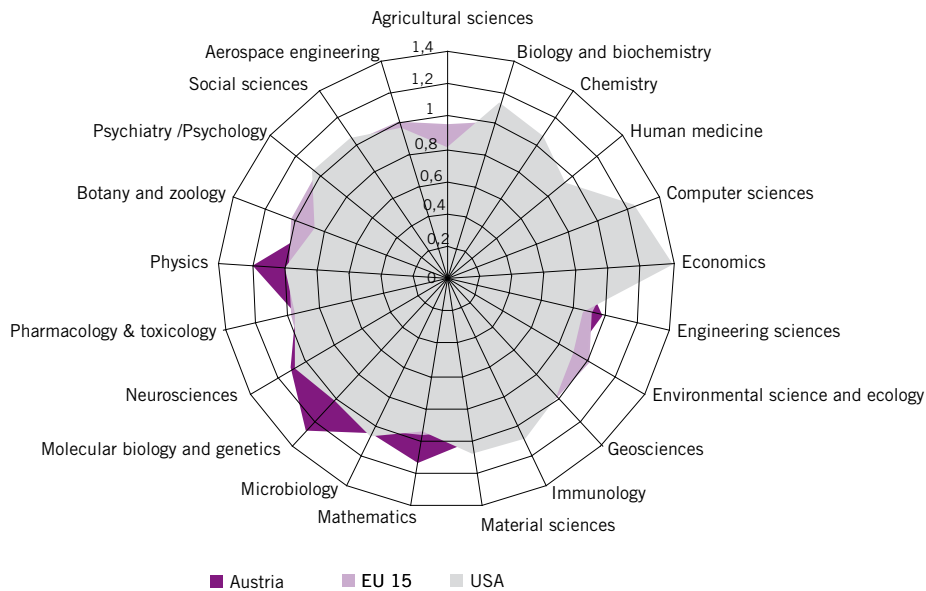 Agricultural sciences
Aerospace engineering
Biology and biochemistry
Social sciences
Chemistry
Psychiatry /Psychology
Human medicine
Botany and zoology
Computer sciences
Physics
Economics
Pharmacology & toxicology
Engineering sciences
Neurosciences
Environmental science and ecology
Molecular biology and genetics
Geosciences
Microbiology
Immunology
Mathematics
Material sciences
1,4
1,2
1
0,8
0,6
0,4
0,2
0
Austria
EU 15
USA